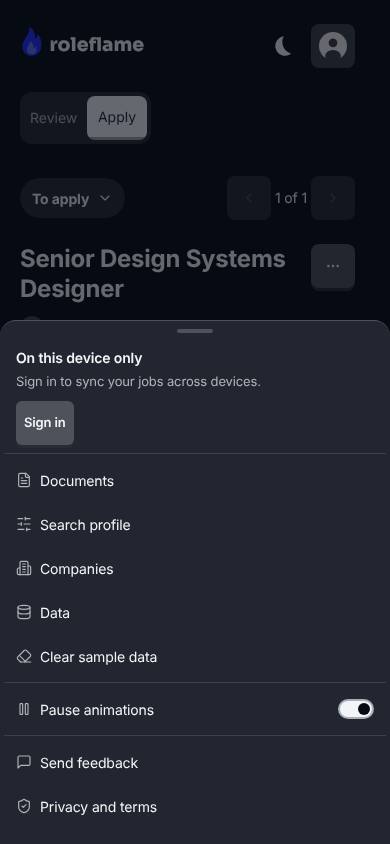 roleflame
Review
Apply
To apply
1 of 1
Senior Design Systems
Designer
...
On this device only
Sign in to sync your jobs across devices.
Sign in
Documents
Search profile
Companies
Data
Clear sample data
Pause animations
Send feedback
Privacy and terms